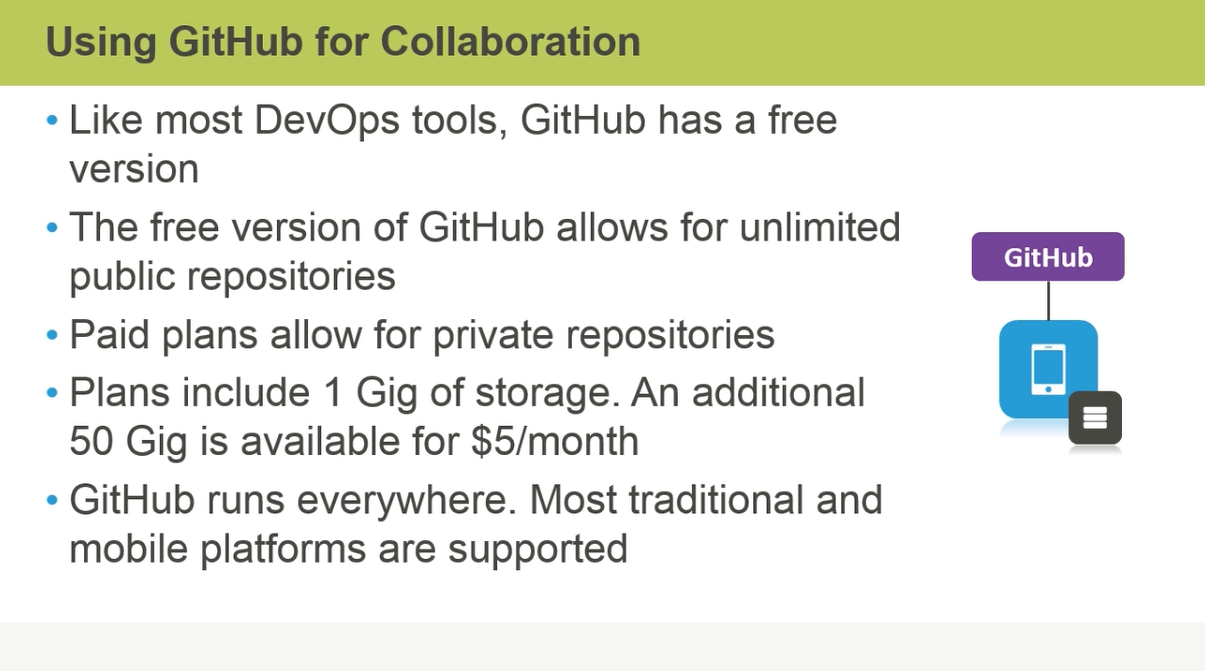 Using GitHub for Collaboration
• Like most DevOps tools, GitHub has a free
version
• The free version of GitHub allows for unlimited
public repositories
• Paid plans allow for private repositories
• Plans include 1 Gig of storage. An additional
50 Gig is available for $5/month
• GitHub runs everywhere. Most traditional and
mobile platforms are supported
GitHub